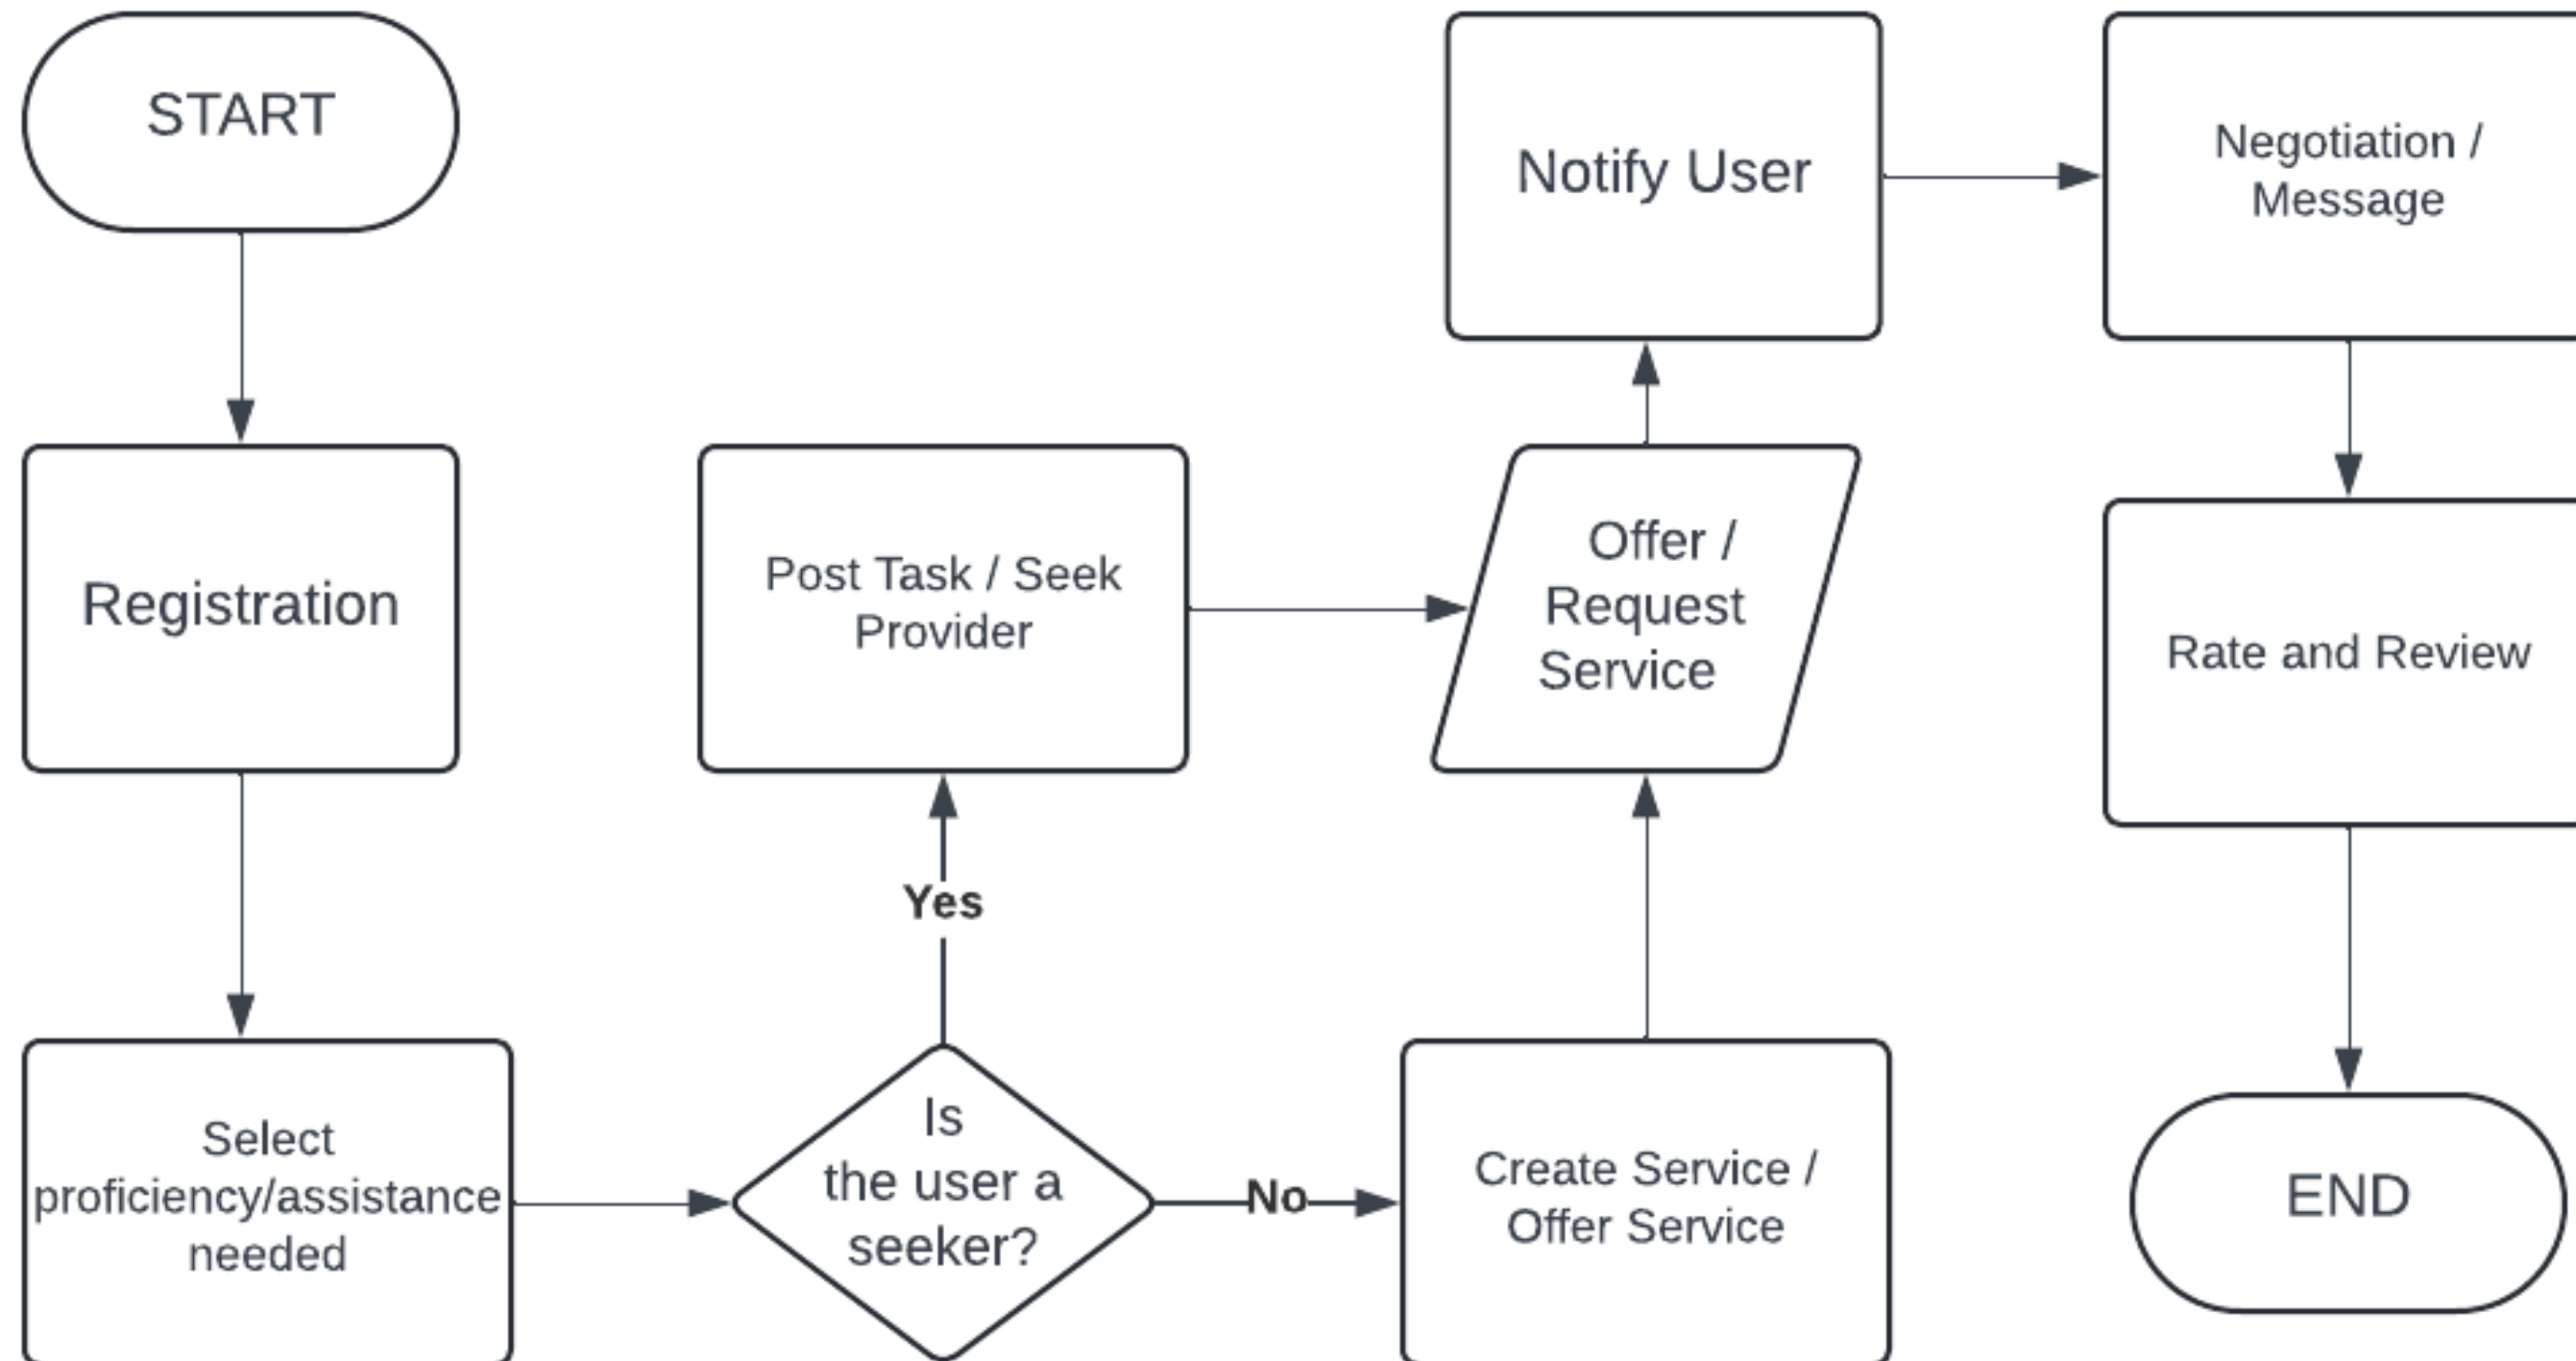 START
Registration
Select
proficiency/assistance
needed
Is
the user a
seeker?
Yes
Post Task / Seek
Provider
No
Create Service /
Offer Service
Offer /
Request
Service
Notify User
Negotiation /
Message
Rate and Review
END